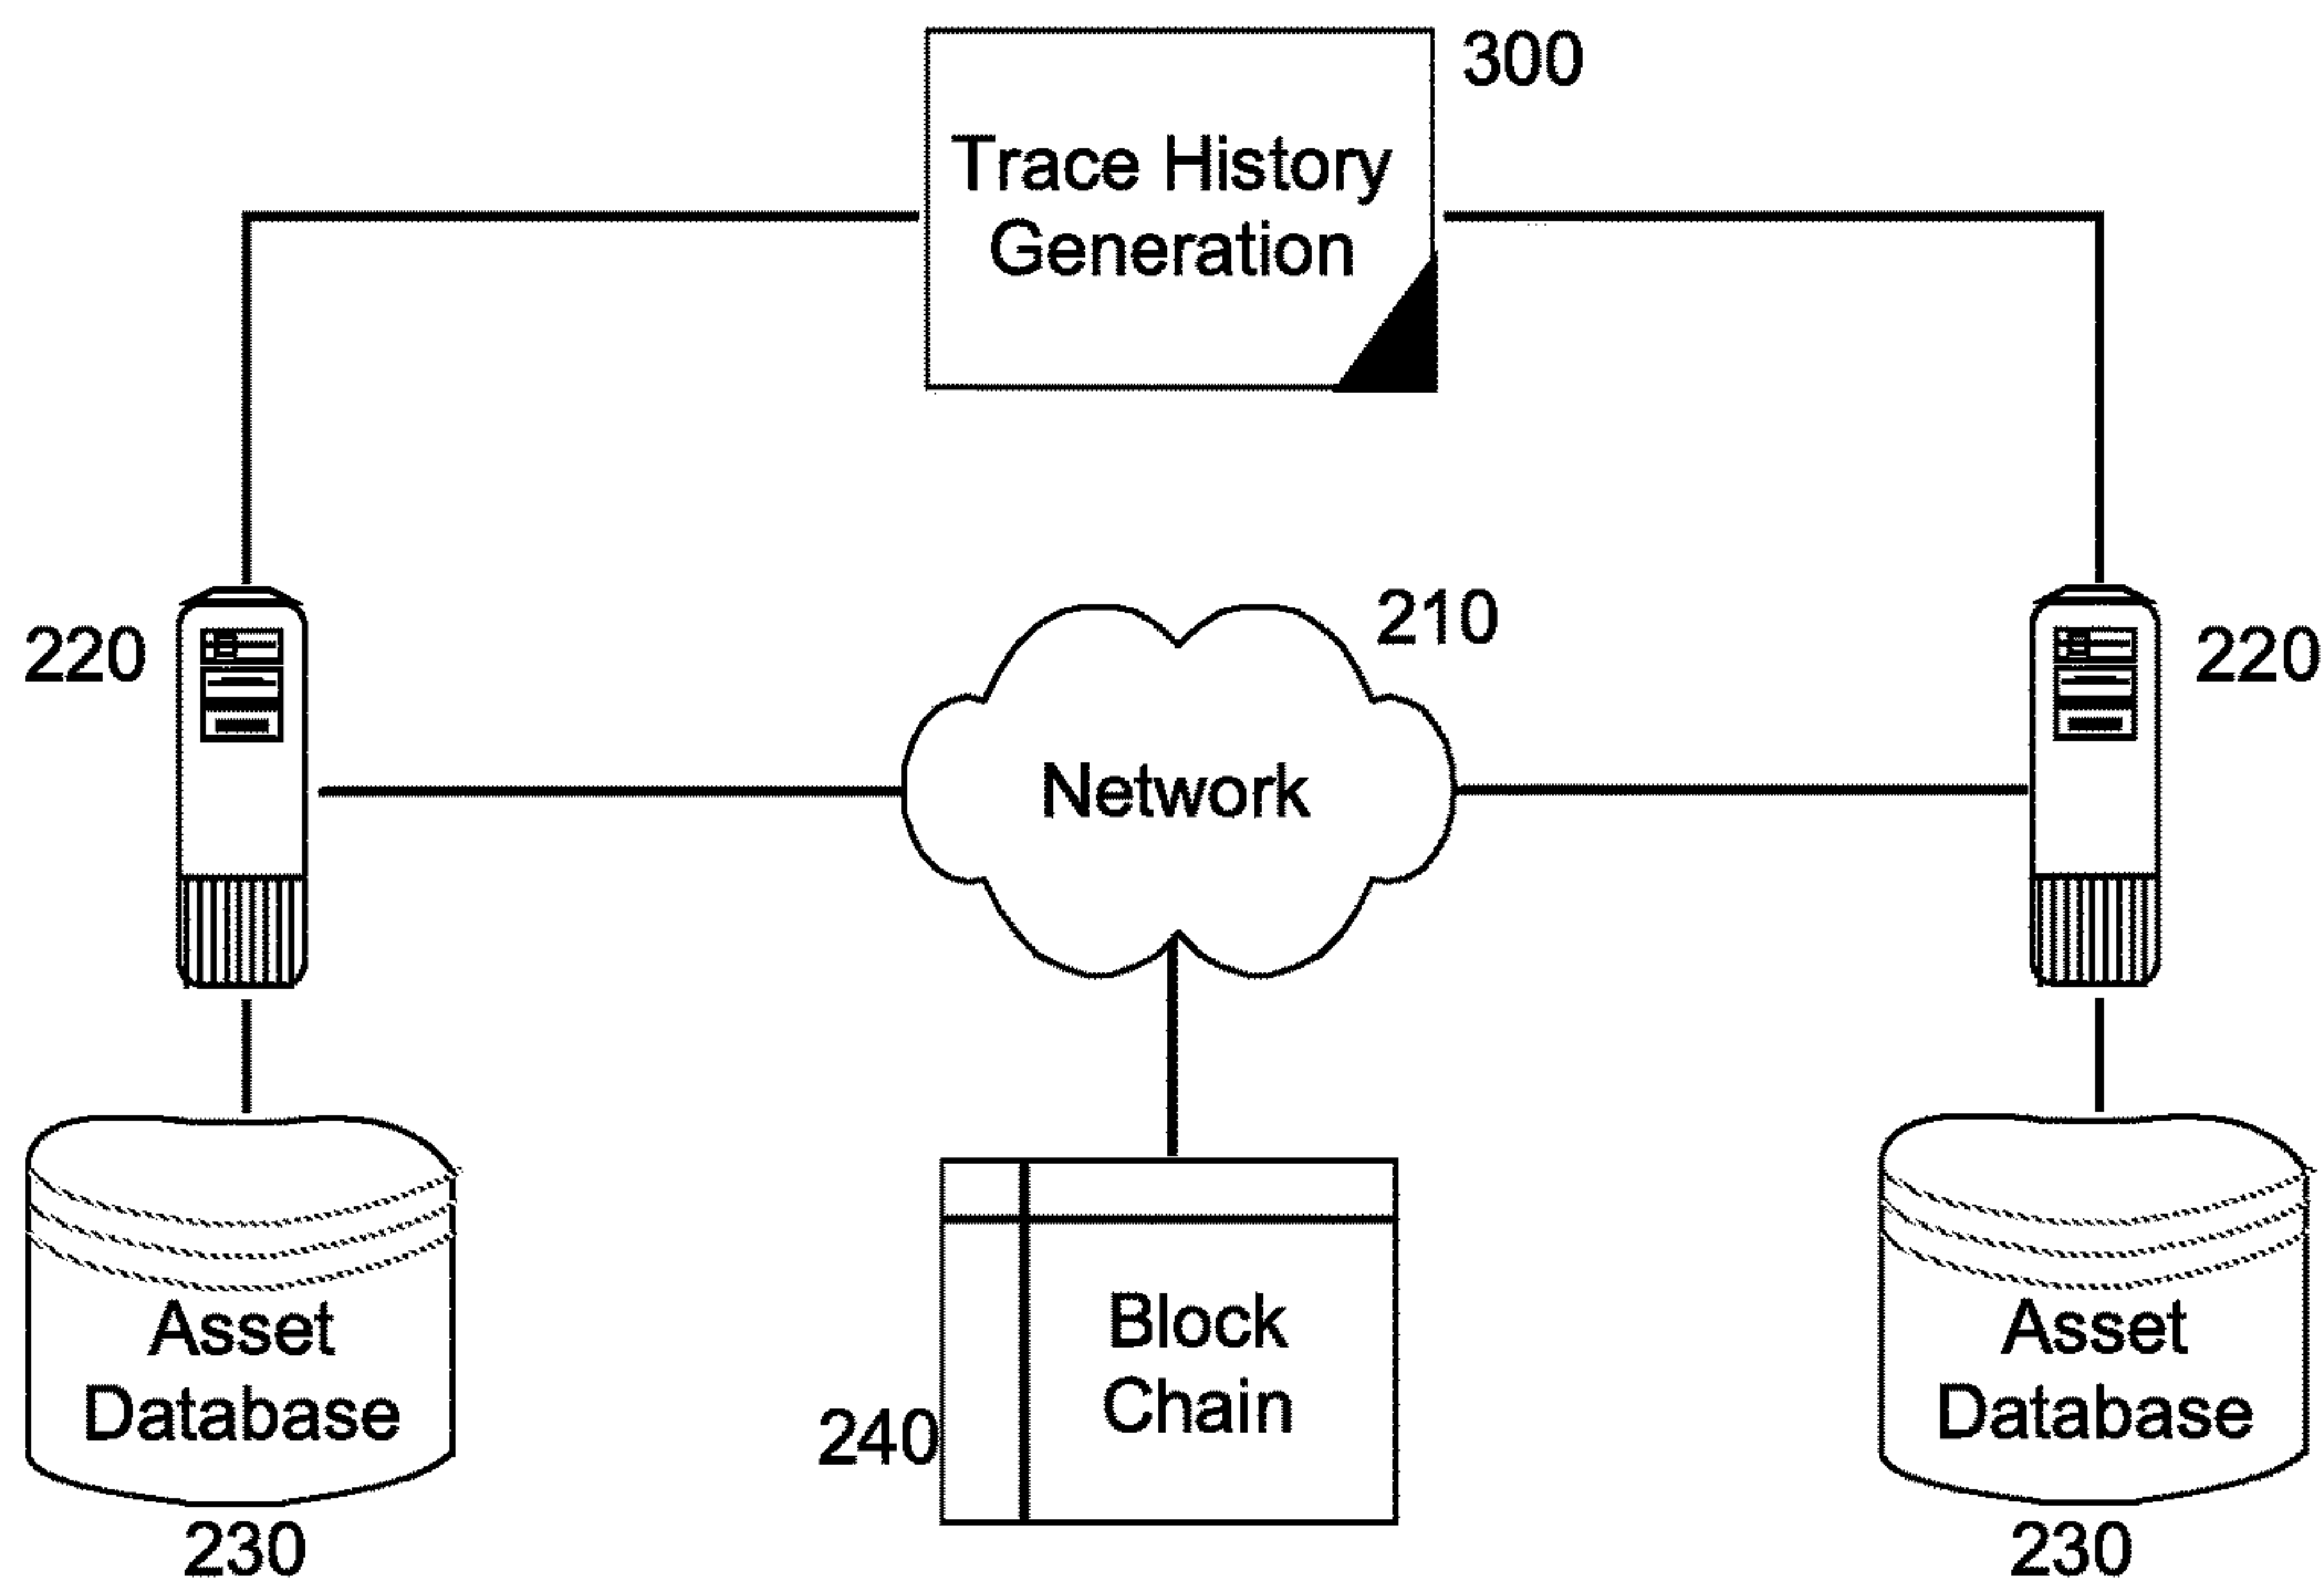 300
Trace History
Generation
210
220
220
Network
Asset
Database
230
Block
Chain
240
Asset
Database
230